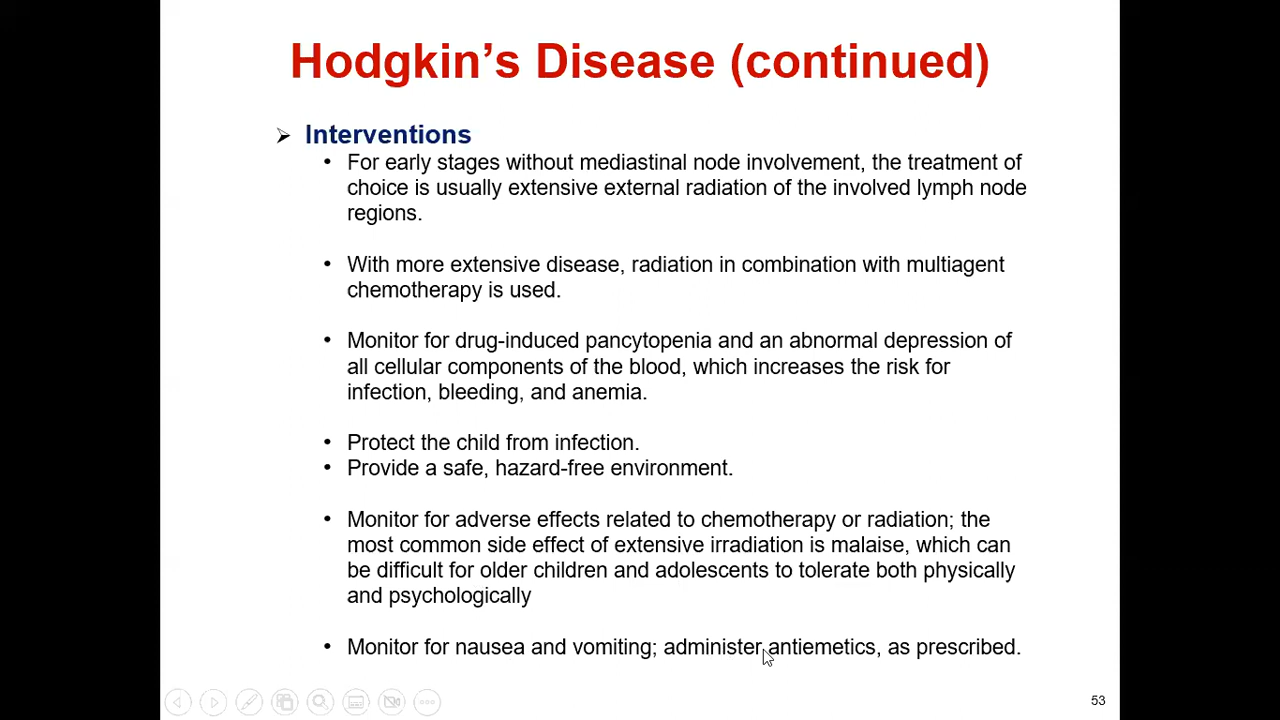 Hodgkin's Disease (continued)
➢ Interventions
• For early stages without mediastinal node involvement, the treatment of
choice is usually extensive external radiation of the involved lymph node
regions.
• With more extensive disease, radiation in combination with multiagent
chemotherapy is used.
• Monitor for drug-induced pancytopenia and an abnormal depression of
all cellular components of the blood, which increases the risk for
infection, bleeding, and anemia.
• Protect the child from infection.
• Provide a safe, hazard-free environment.
• Monitor for adverse effects related to chemotherapy or radiation; the
most common side effect of extensive irradiation is malaise, which can
be difficult for older children and adolescents to tolerate both physically
and psychologically
• Monitor for nausea and vomiting; administer antiemetics, as prescribed.
53